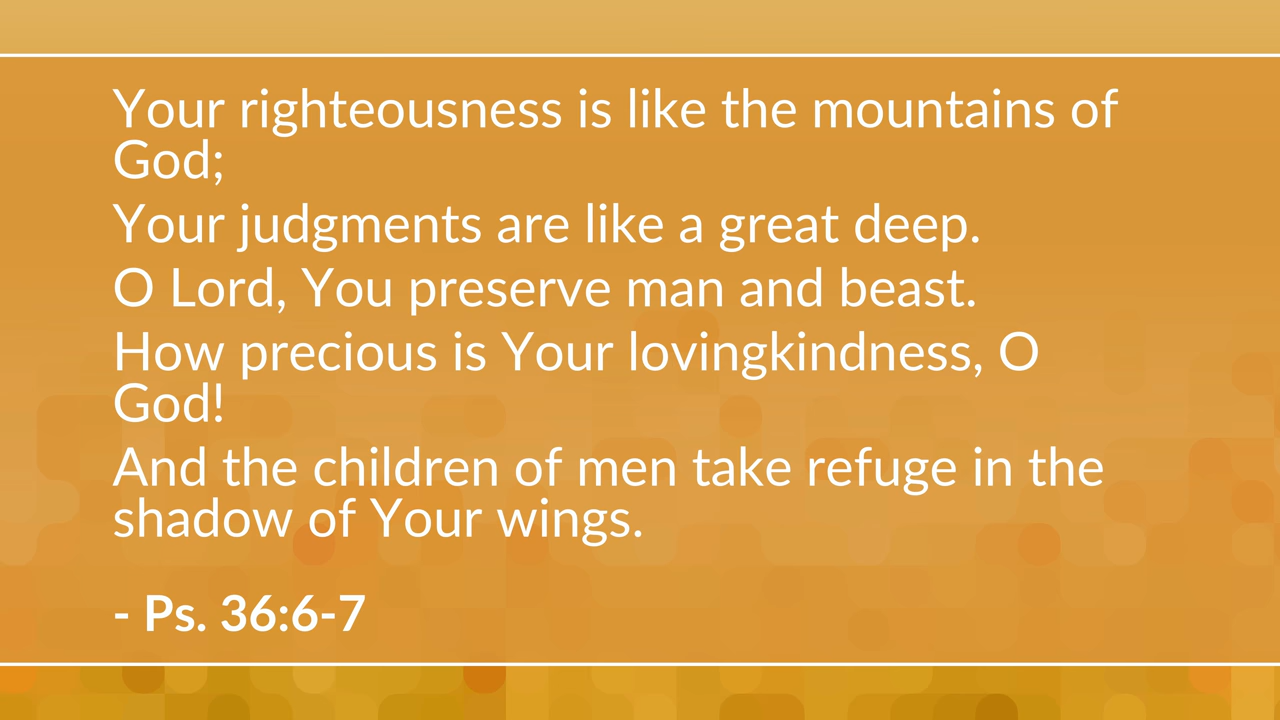 Your righteousness is like the mountains of
God;
Your judgments are like a great deep.
O Lord, You preserve man and beast.
How precious is Your lovingkindness, O
God!
And the children of men take refuge in the
shadow of Your wings.
- Ps. 36:6-7